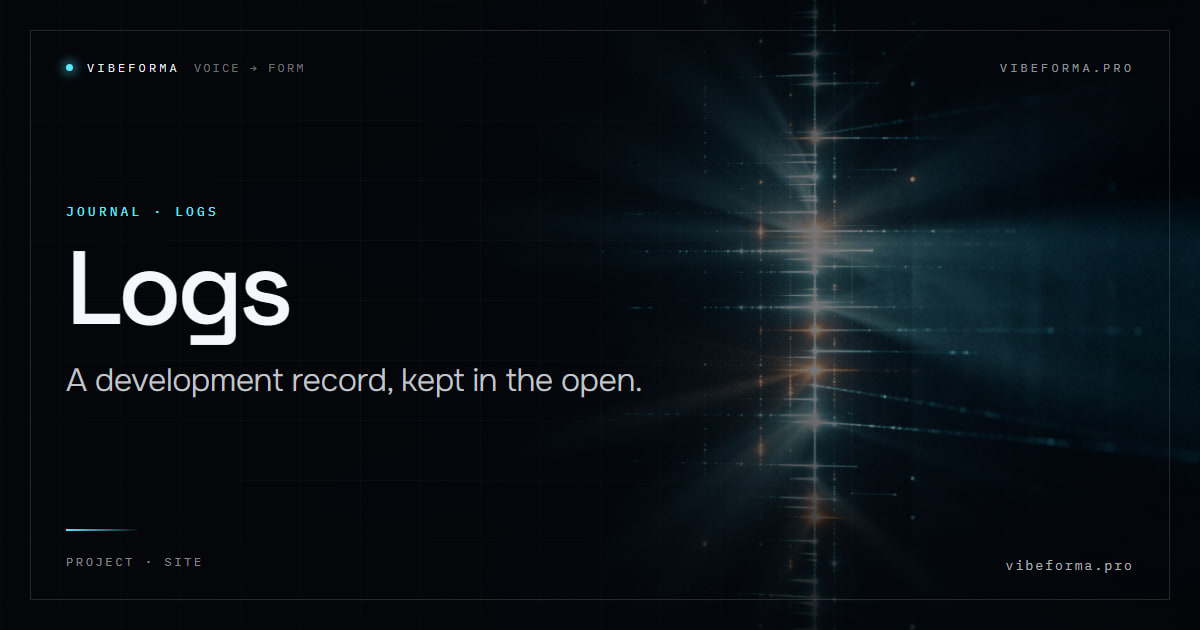 VIBEFORMA VOICE → FORM
VIBEFORMA.PRO
JOURNAL · LOGS
Logs
A development record, kept in the open.
PROJECT · SITE
vibeforma.pro